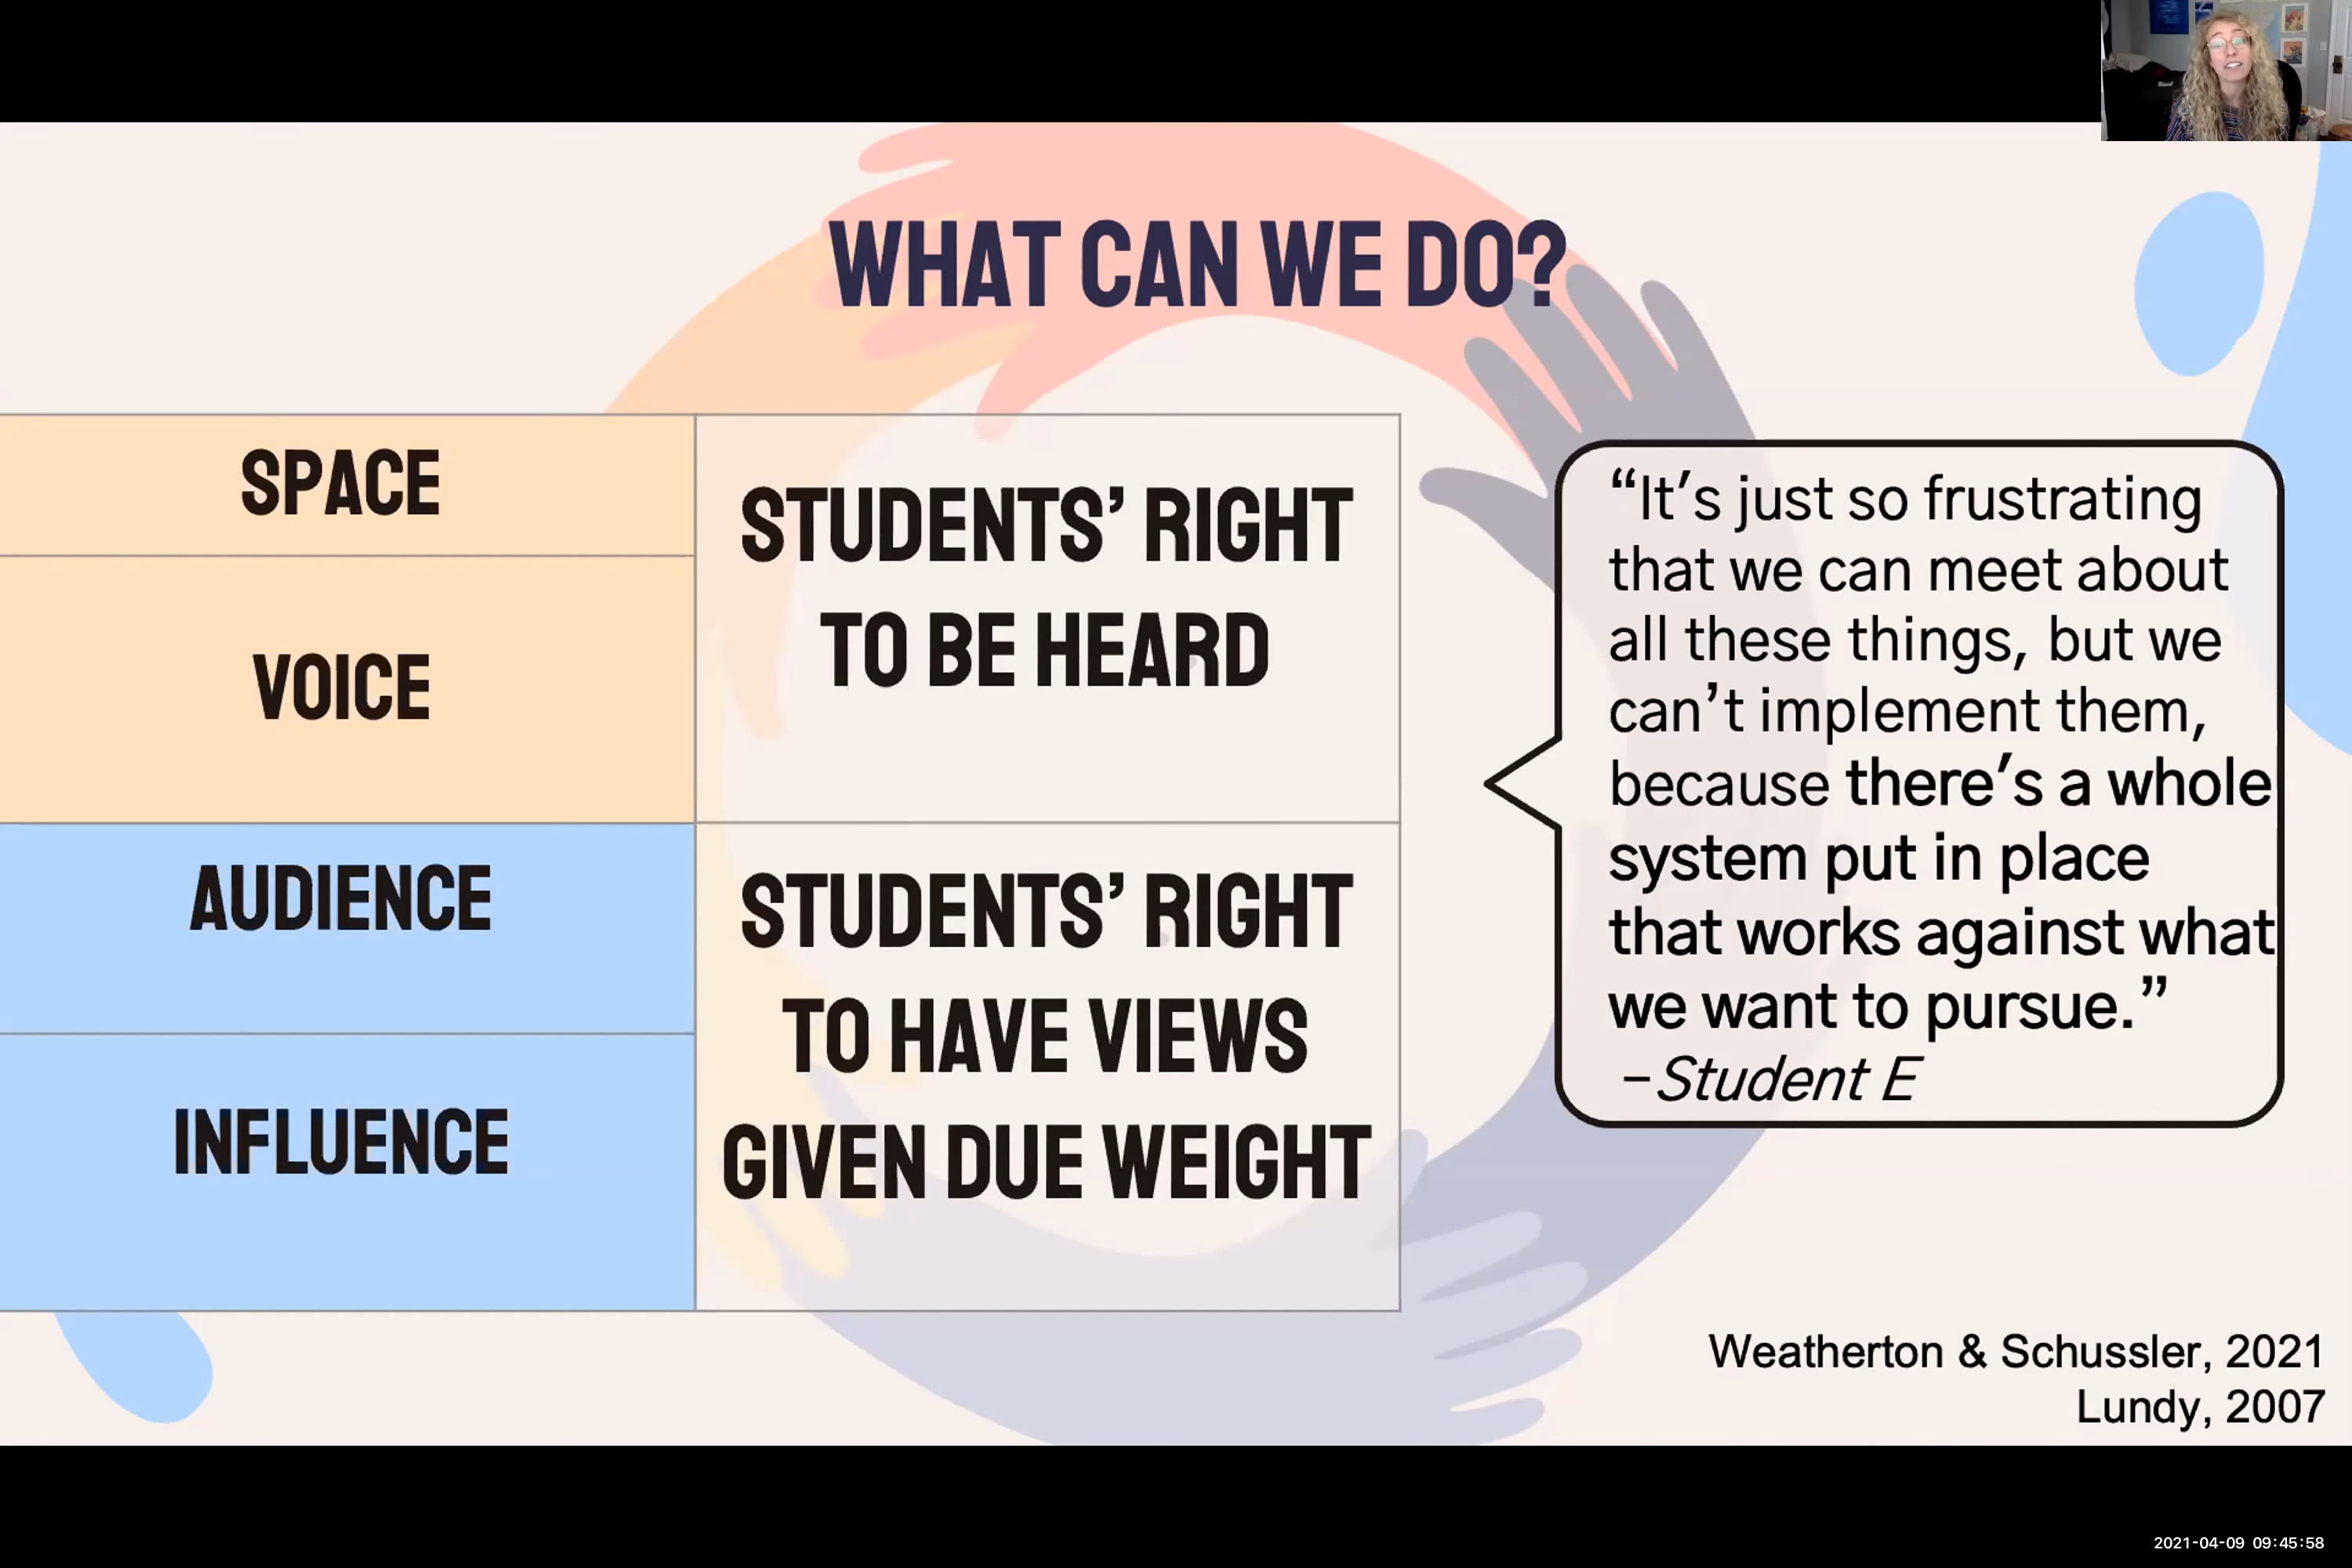 WHAT CAN WE DO?
SPACE
VOICE
AUDIENCE
INFLUENCE
STUDENTS’ RIGHT
TO BE HEARD
STUDENTS’ RIGHT
TO HAVE VIEWS
GIVEN DUE WEIGHT
“It’s just so frustrating
that we can meet about
all these things, but we
can’t implement them,
because there’s a whole
system put in place
that works against what
we want to pursue.”
–Student E
Weatherton & Schussler, 2021
Lundy, 2007
2021-04-09 09:45:58